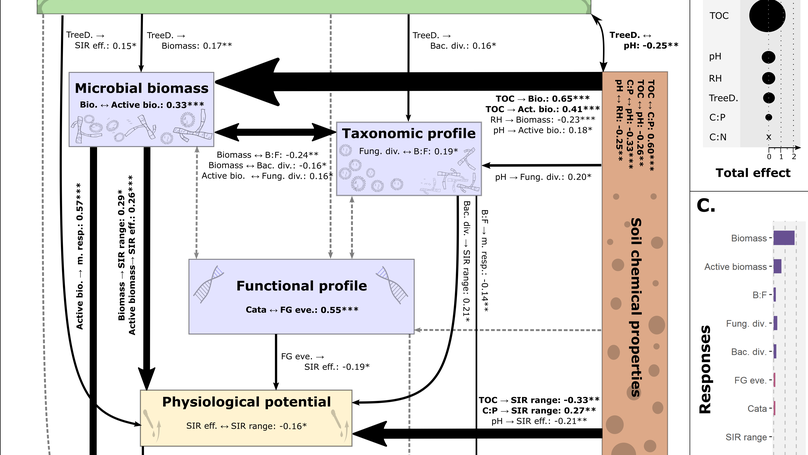 TreeD. →
SIR eff.: 0.15*
TreeD. →
Biomass: 0.17**
TreeD. →
Bac. div.: 0.16*
TreeD. ↔
pH: -0.25**
Microbial biomass
Bio. ↔ Active bio.: 0.33***
TOC → Bio.: 0.65***
TOC → Act. bio.: 0.41***
RH → Biomass: -0.23***
pH → Active bio.: 0.18*
TOC ↔ C:P: 0.60***
TOC ↔ pH: -0.26**
C:P ↔ pH: -0.33***
pH ↔ RH: -0.25**
Taxonomic profile
Fung. div. ↔ B:F: 0.19*
Biomass ↔ B:F: -0.24**
Biomass ↔ Bac. div.: -0.16*
Active bio. ↔ Fung. div.: 0.16*
pH → Fung. div.: 0.20*
Active bio. → m. resp.: 0.57***
Biomass → SIR range: 0.29*
Active biomass→ SIR eff.: 0.26***
Bac. div. → SIR range: 0.21*
B:F → m. resp.: -0.14**
Soil chemical properties
Functional profile
Cata ↔ FG eve.: 0.55***
FG eve. →
SIR eff.: -0.19*
Physiological potential
SIR eff. ↔ SIR range: -0.16*
TOC → SIR range: -0.33**
C:P → SIR range: 0.27**
pH → SIR eff.: -0.21**
TOC
pH
RH
TreeD.
C:P
C:N
x
0 1 2
Total effect
C.
Responses
Biomass
Active biomass
B:F
Fung. div.
Bac. div.
FG eve.
Cata
SIR range